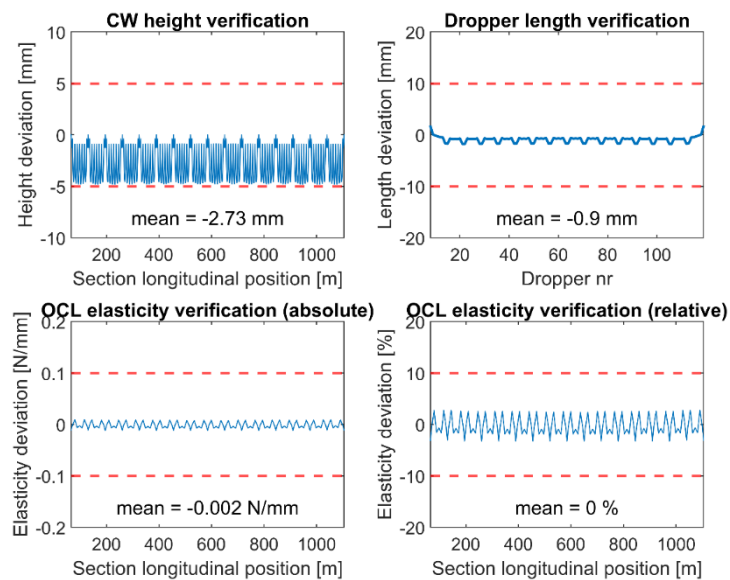 CW height verification
Height deviation [mm]
10
5
0
-5
-10
mean = -2.73 mm
200 400 600 800 1000
Section longitudinal position [m]
Dropper length verification
Length deviation [mm]
20
10
0
-10
-20
mean = -0.9 mm
20 40 60 80 100
Dropper nr
OCL elasticity verification (absolute)
Elasticity deviation [N/mm]
0.2
0.1
0
-0.1
-0.2
mean = -0.002 N/mm
200 400 600 800 1000
Section longitudinal position [m]
OCL elasticity verification (relative)
Elasticity deviation [%]
20
10
0
-10
-20
mean = 0 %
200 400 600 800 1000
Section longitudinal position [m]